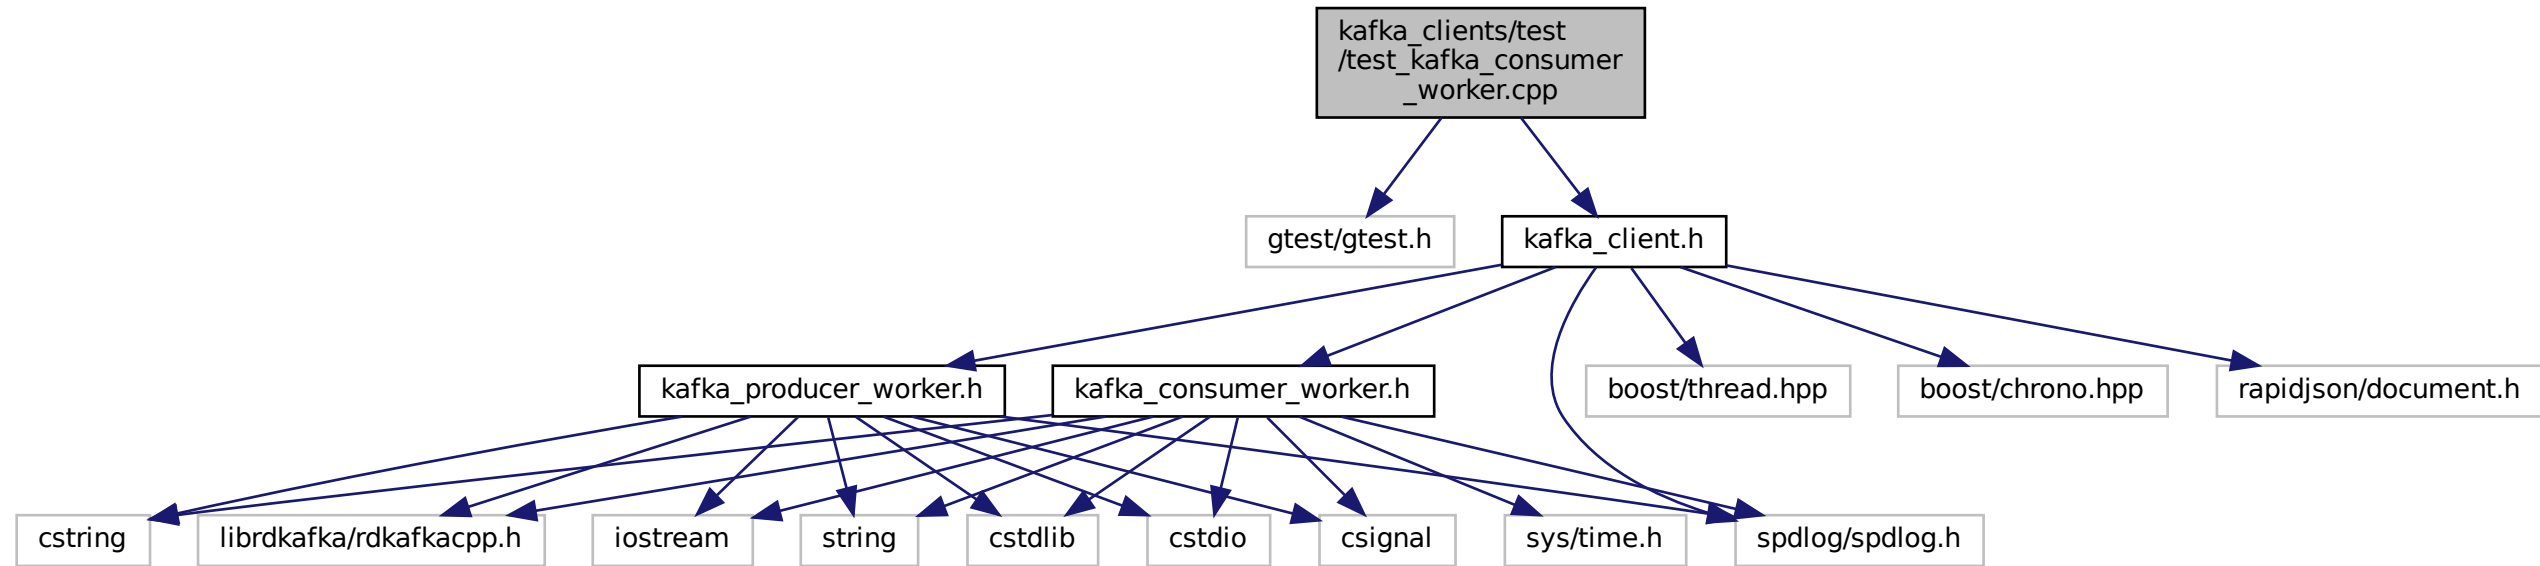 kafka_clients/test
/test_kafka_consumer
_worker.cpp
gtest/gtest.h
kafka_client.h
kafka_producer_worker.h
kafka_consumer_worker.h
boost/thread.hpp
boost/chrono.hpp
rapidjson/document.h
cstring
librdkafka/rdkafkacpp.h
iostream
string
cstdlib
cstdio
csignal
sys/time.h
spdlog/spdlog.h